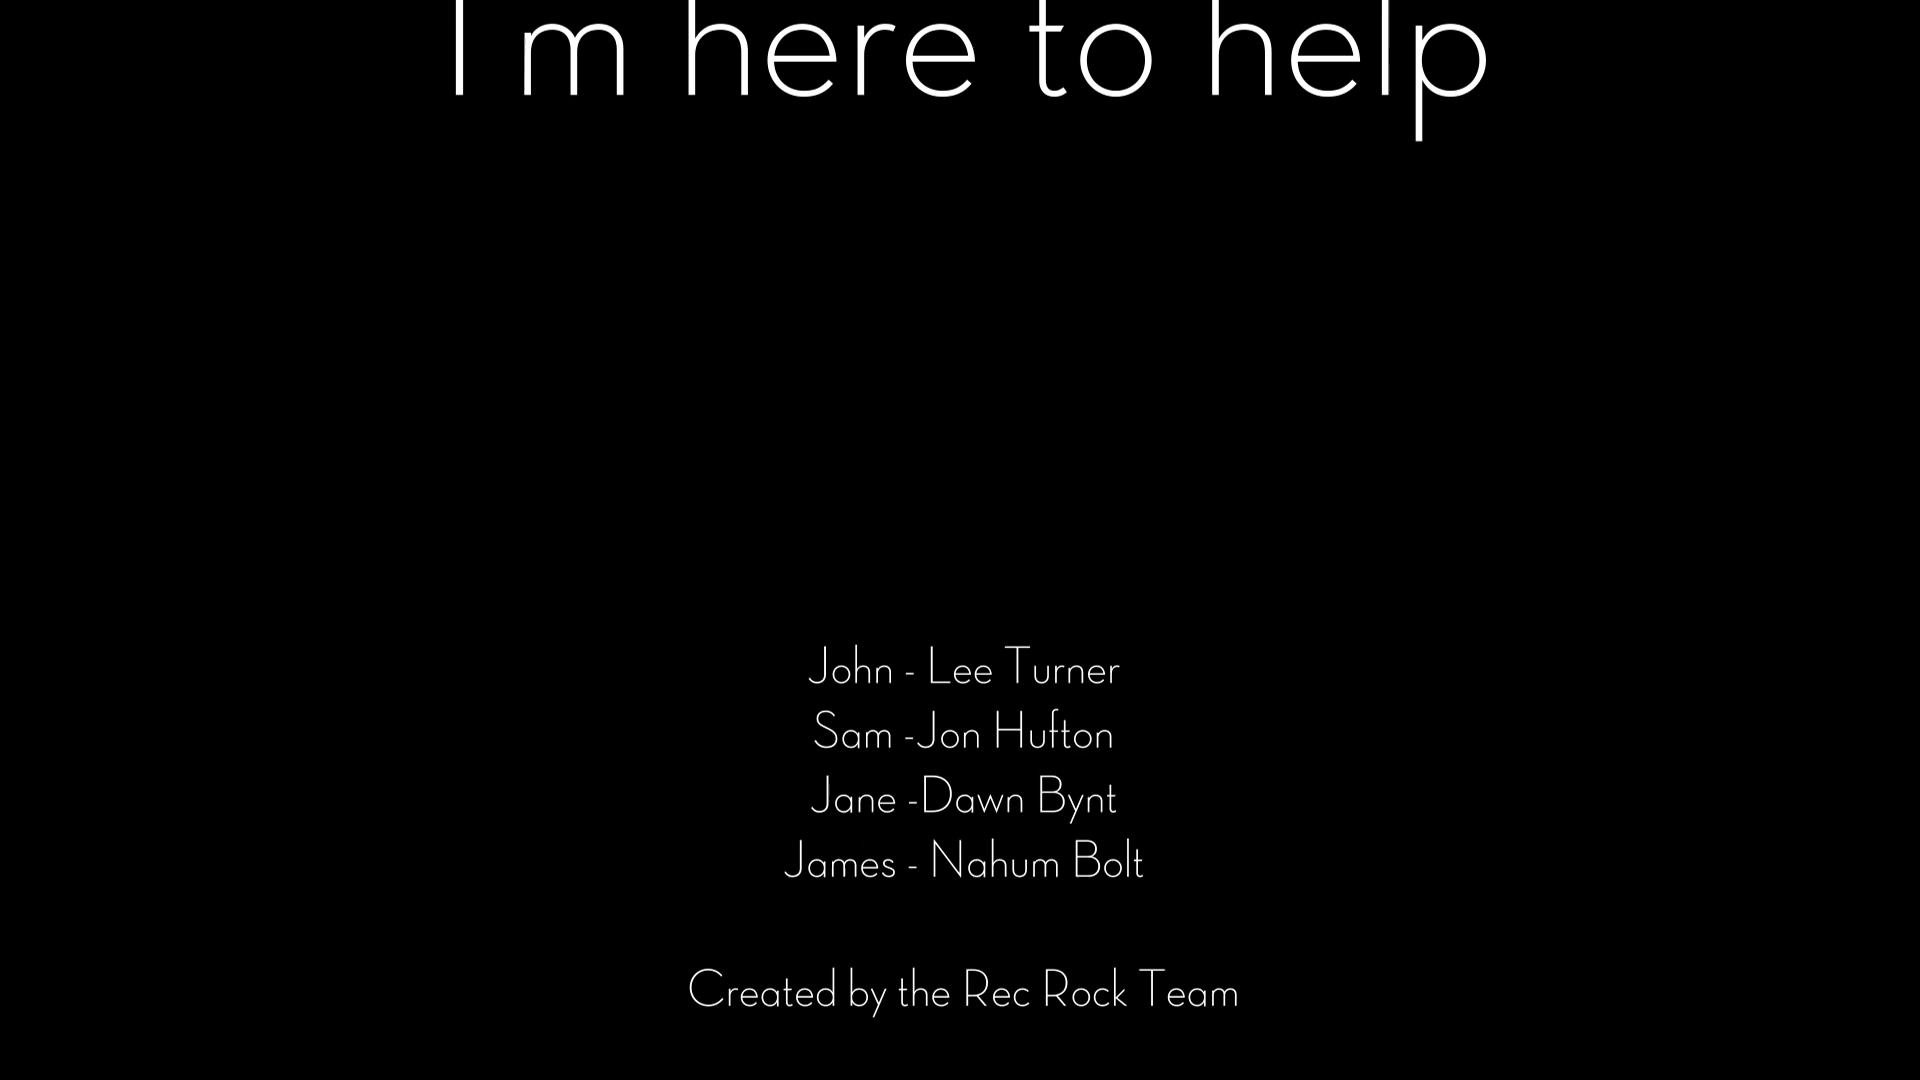 I'm here to help
John - Lee Turner
Sam -Jon Hufton
Jane -Dawn Bynt
James - Nahum Bolt
Created by the Rec Rock Team